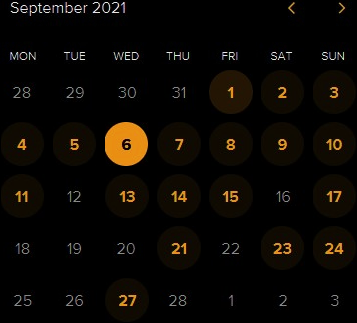 September 2021
MON TUE WED THU FRI SAT SUN
28 29 30 31 1 2 3
4 5 6 7 8 9 10
11 12 13 14 15 16 17
18 19 20 21 22 23 24
25 26 27 28 1 2 3